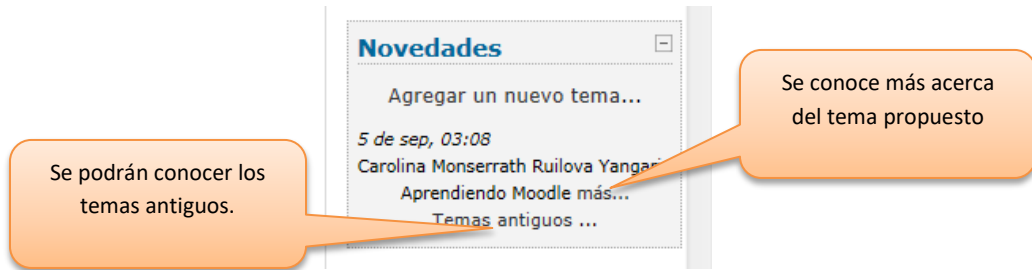 Novedades
Agregar un nuevo tema...
5 de sep, 03:08
Carolina Monserrath Ruilova
Aprendiendo Moodle más...
Temas antiguos ...
Se conoce más acerca
del tema propuesto
Se podrán conocer los
temas antiguos.